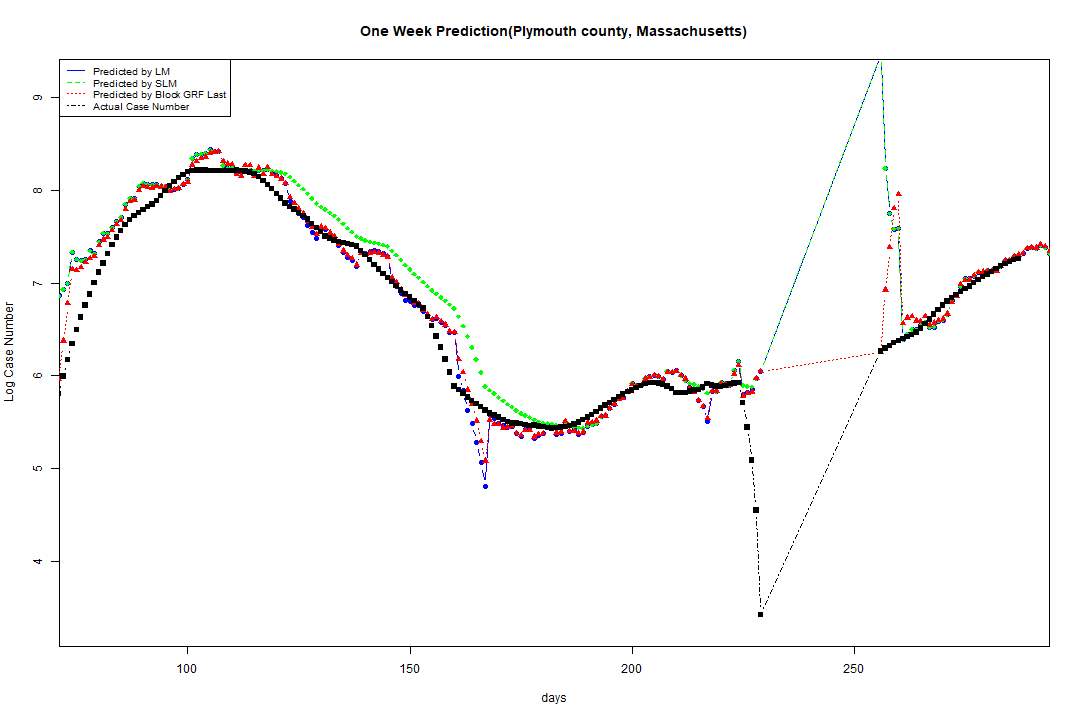 One Week Prediction(Plymouth county, Massachusetts)
Predicted by LM
Predicted by SLM
Predicted by Block GRF Last
Actual Case Number
9
8
7
6
5
4
Log Case Number
100 150 200 250
days